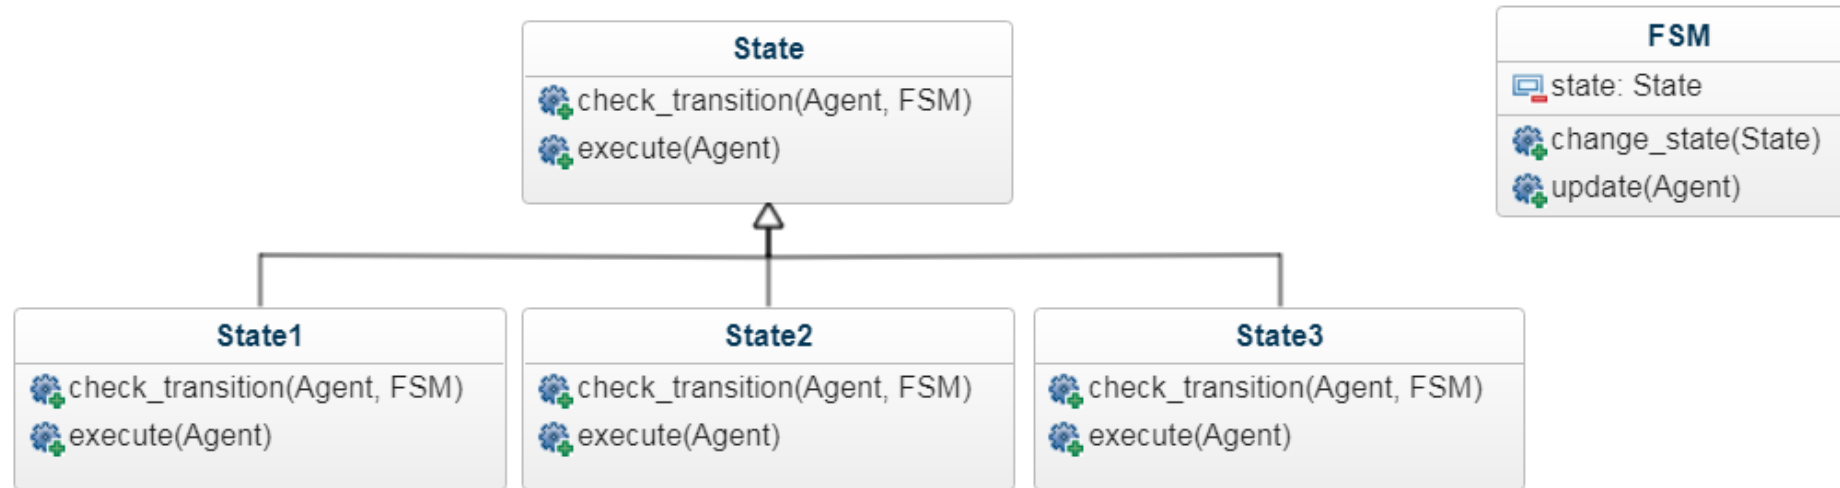 State
check_transition(Agent, FSM)
execute(Agent)
FSM
state: State
change_state(State)
update(Agent)
State1
check_transition(Agent, FSM)
execute(Agent)
State2
check_transition(Agent, FSM)
execute(Agent)
State3
check_transition(Agent, FSM)
execute(Agent)